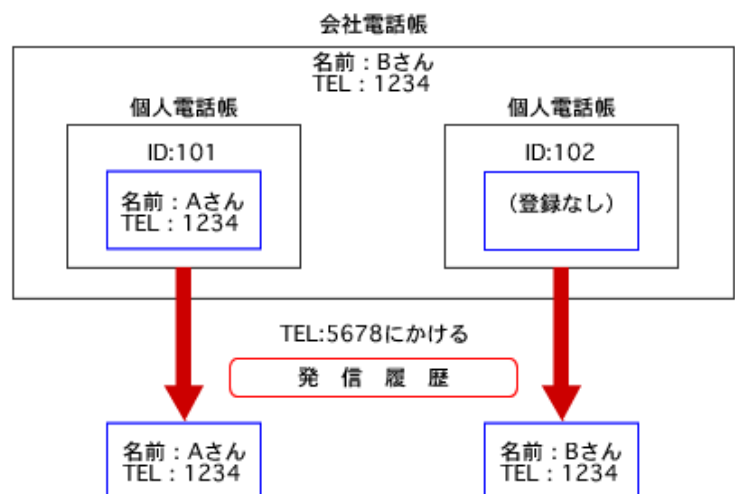 会社電話帳
名前：Bさん
TEL：1234
個人電話帳
ID:101
名前：Aさん
TEL：1234
個人電話帳
ID:102
（登録なし）
TEL:5678にかける
発 信 履 歴
名前：Aさん
TEL：1234
名前：Bさん
TEL：1234